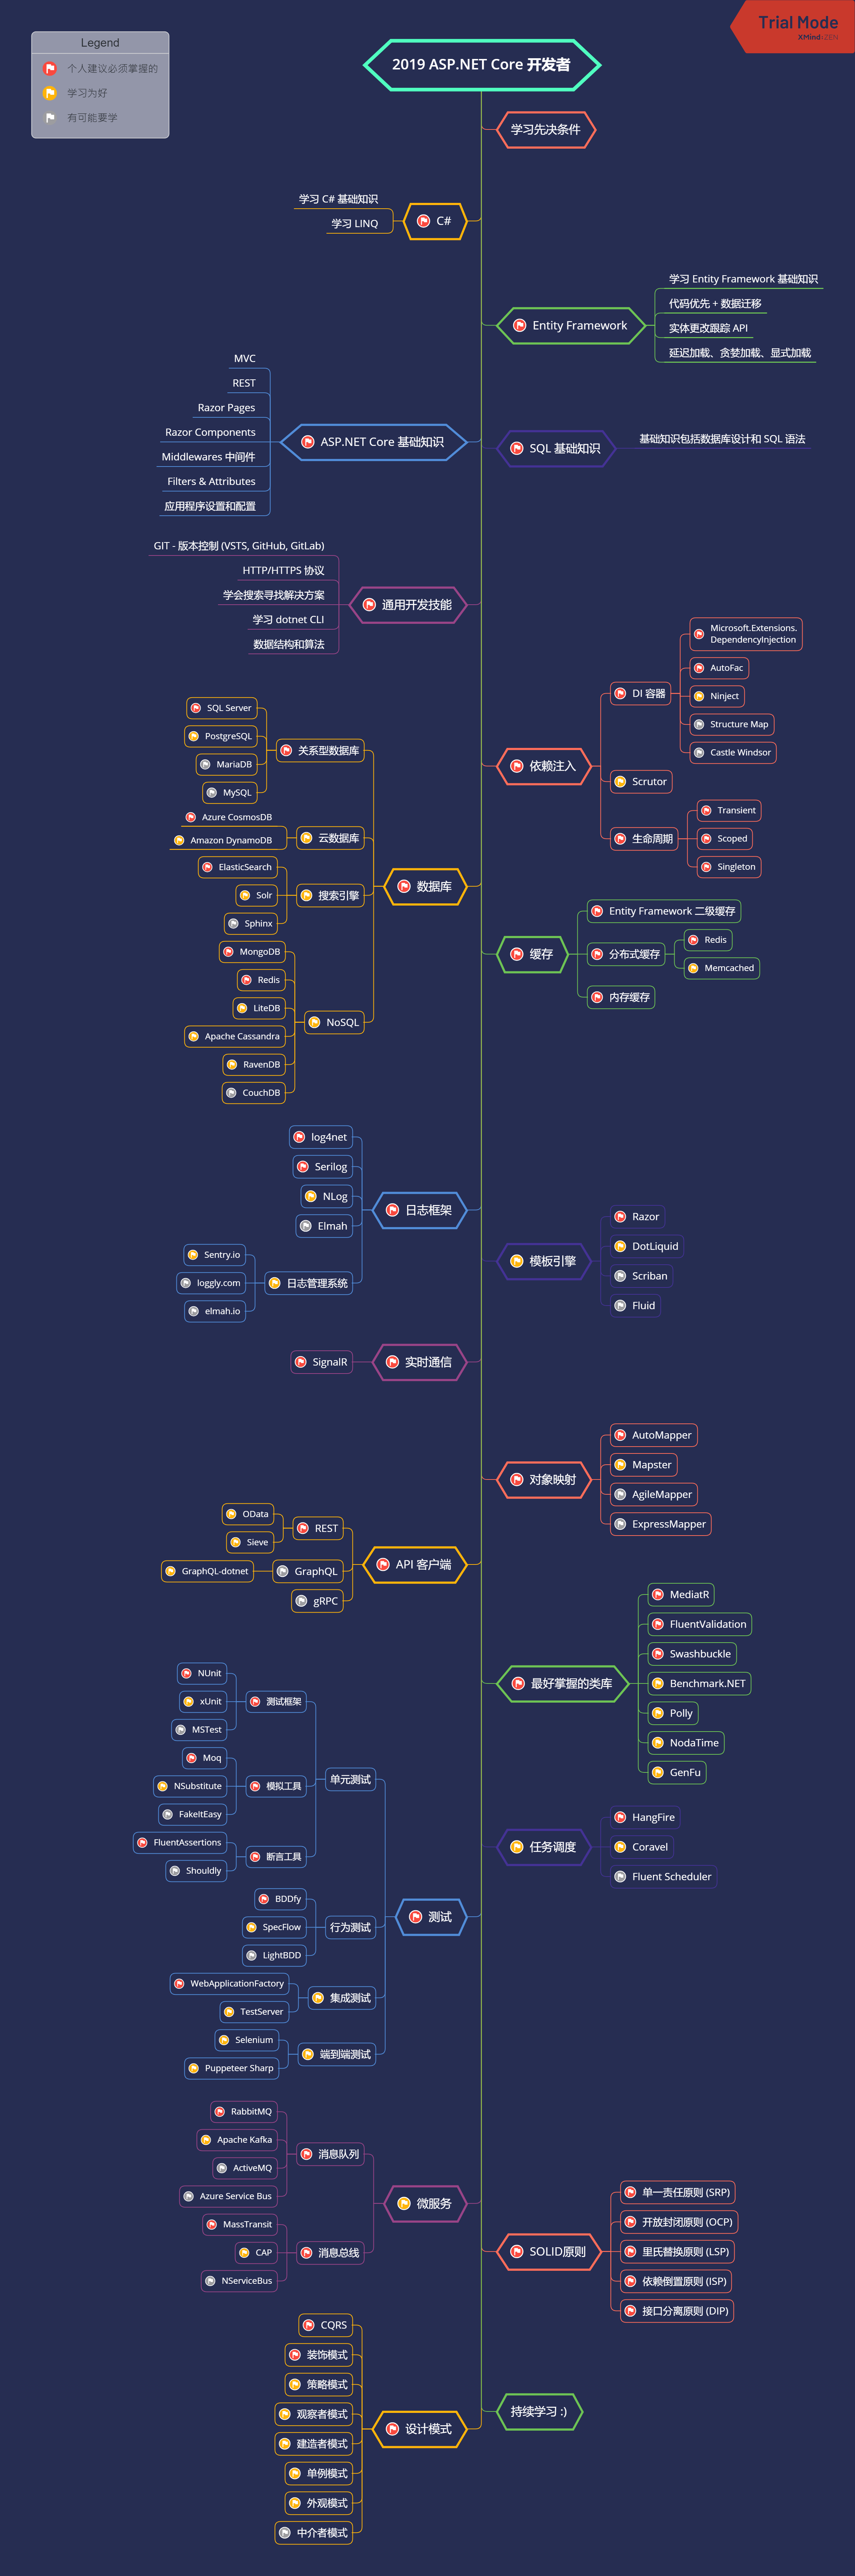 Trial Mode
XMind:ZEN
Legend
个人建议必须掌握的
学习为好
有可能要学
2019 ASP.NET Core 开发者
学习先决条件
学习 C# 基础知识
学习 LINQ
C#
学习 Entity Framework 基础知识
代码优先 + 数据迁移
实体更改跟踪 API
延迟加载、贪婪加载、显式加载
Entity Framework
MVC
REST
Razor Pages
Razor Components
Middlewares 中间件
Filters & Attributes
应用程序设置和配置
ASP.NET Core 基础知识
SQL 基础知识
基础知识包括数据库设计和 SQL 语法
GIT - 版本控制 (VSTS, GitHub, GitLab)
HTTP/HTTPS 协议
学会搜索寻找解决方案
学习 dotnet CLI
数据结构和算法
通用开发技能
依赖注入
DI 容器
Microsoft.Extensions.
DependencyInjection
AutoFac
Ninject
Structure Map
Castle Windsor
Scrutor
生命周期
Transient
Scoped
Singleton
数据库
关系型数据库
SQL Server
PostgreSQL
MariaDB
MySQL
云数据库
Azure CosmosDB
Amazon DynamoDB
搜索引擎
ElasticSearch
Solr
Sphinx
NoSQL
MongoDB
Redis
LiteDB
Apache Cassandra
RavenDB
CouchDB
缓存
Entity Framework 二级缓存
分布式缓存
Redis
Memcached
内存缓存
日志框架
log4net
Serilog
NLog
Elmah
日志管理系统
Sentry.io
loggly.com
elmah.io
模板引擎
Razor
DotLiquid
Scriban
Fluid
实时通信
SignalR
对象映射
AutoMapper
Mapster
AgileMapper
ExpressMapper
API 客户端
REST
OData
Sieve
GraphQL
GraphQL-dotnet
gRPC
最好掌握的类库
MediatR
FluentValidation
Swashbuckle
Benchmark.NET
Polly
NodaTime
GenFu
测试
单元测试
测试框架
NUnit
xUnit
MSTest
模拟工具
Moq
NSubstitute
FakeItEasy
断言工具
FluentAssertions
Shouldly
行为测试
BDDfy
SpecFlow
LightBDD
集成测试
WebApplicationFactory
TestServer
端到端测试
Selenium
Puppeteer Sharp
任务调度
HangFire
Coravel
Fluent Scheduler
微服务
消息队列
RabbitMQ
Apache Kafka
ActiveMQ
Azure Service Bus
消息总线
MassTransit
CAP
NServiceBus
SOLID原则
单一责任原则 (SRP)
开放封闭原则 (OCP)
里氏替换原则 (LSP)
依赖倒置原则 (ISP)
接口分离原则 (DIP)
设计模式
CQRS
装饰模式
策略模式
观察者模式
建造者模式
单例模式
外观模式
中介者模式
持续学习 :)